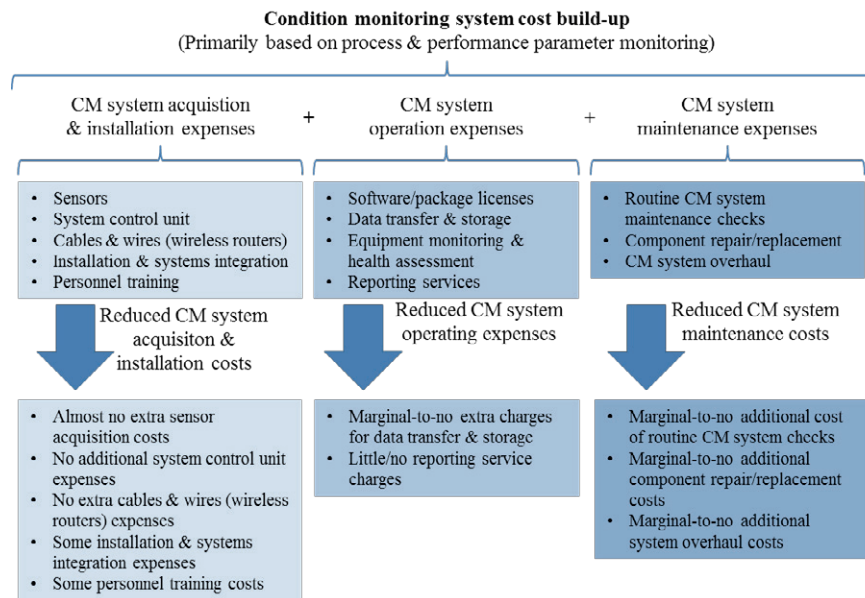 Condition monitoring system cost build-up
(Primarily based on process & performance parameter monitoring)
CM system acquistion
& installation expenses
+
CM system
operation expenses
+
CM system
maintenance expenses
• Sensors
• System control unit
• Cables & wires (wireless routers)
• Installation & systems integration
• Personnel training
• Software/package licenses
• Data transfer & storage
• Equipment monitoring &
health assessment
• Reporting services
• Routine CM system
maintenance checks
• Component repair/replacement
• CM system overhaul
Reduced CM system
acquisiton &
installation costs
Reduced CM system
operating expenses
Reduced CM system
maintenance costs
• Almost no extra sensor
acquisition costs
• No additional system control unit
expenses
• No extra cables & wires (wireless
routers) expenses
• Some installation & systems
integration expenses
• Some personnel training costs
• Marginal-to-no extra charges
for data transfer & storage
• Little/no reporting service
charges
• Marginal-to-no additional cost
of routine CM system checks
• Marginal-to-no additional
component repair/replacement
costs
• Marginal-to-no additional
system overhaul costs